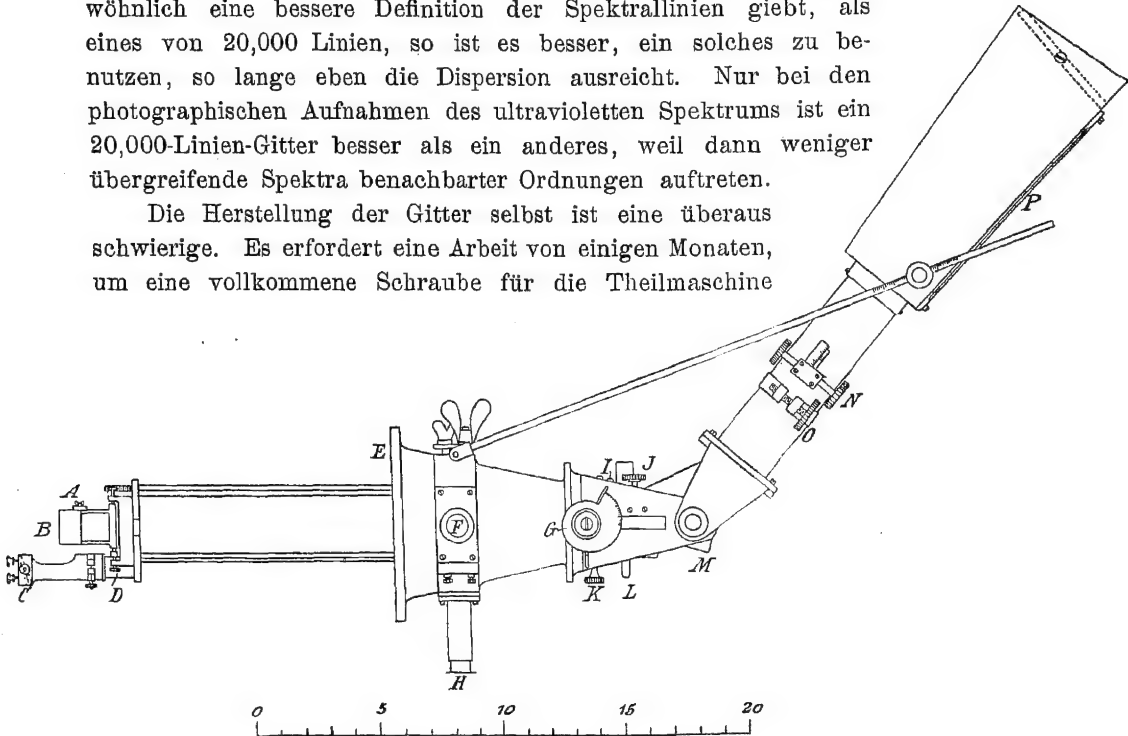 wöhnlich eine bessere Definition der Spektrallinien giebt, als
eines von 20,000 Linien, so ist es besser, ein solches zu be-
nutzen, so lange eben die Dispersion ausreicht. Nur bei den
photographischen Aufnahmen des ultravioletten Spektrums ist ein
20,000-Linien-Gitter besser als ein anderes, weil dann weniger
übergreifende Spektra benachbarter Ordnungen auftreten.
Die Herstellung der Gitter selbst ist eine überaus
schwierige. Es erfordert eine Arbeit von einigen Monaten,
um eine vollkommene Schraube für die Theilmaschine
P
N
O
E
I J
A
B
F
G
M
C
D
K L
H
0 5 10 15 20